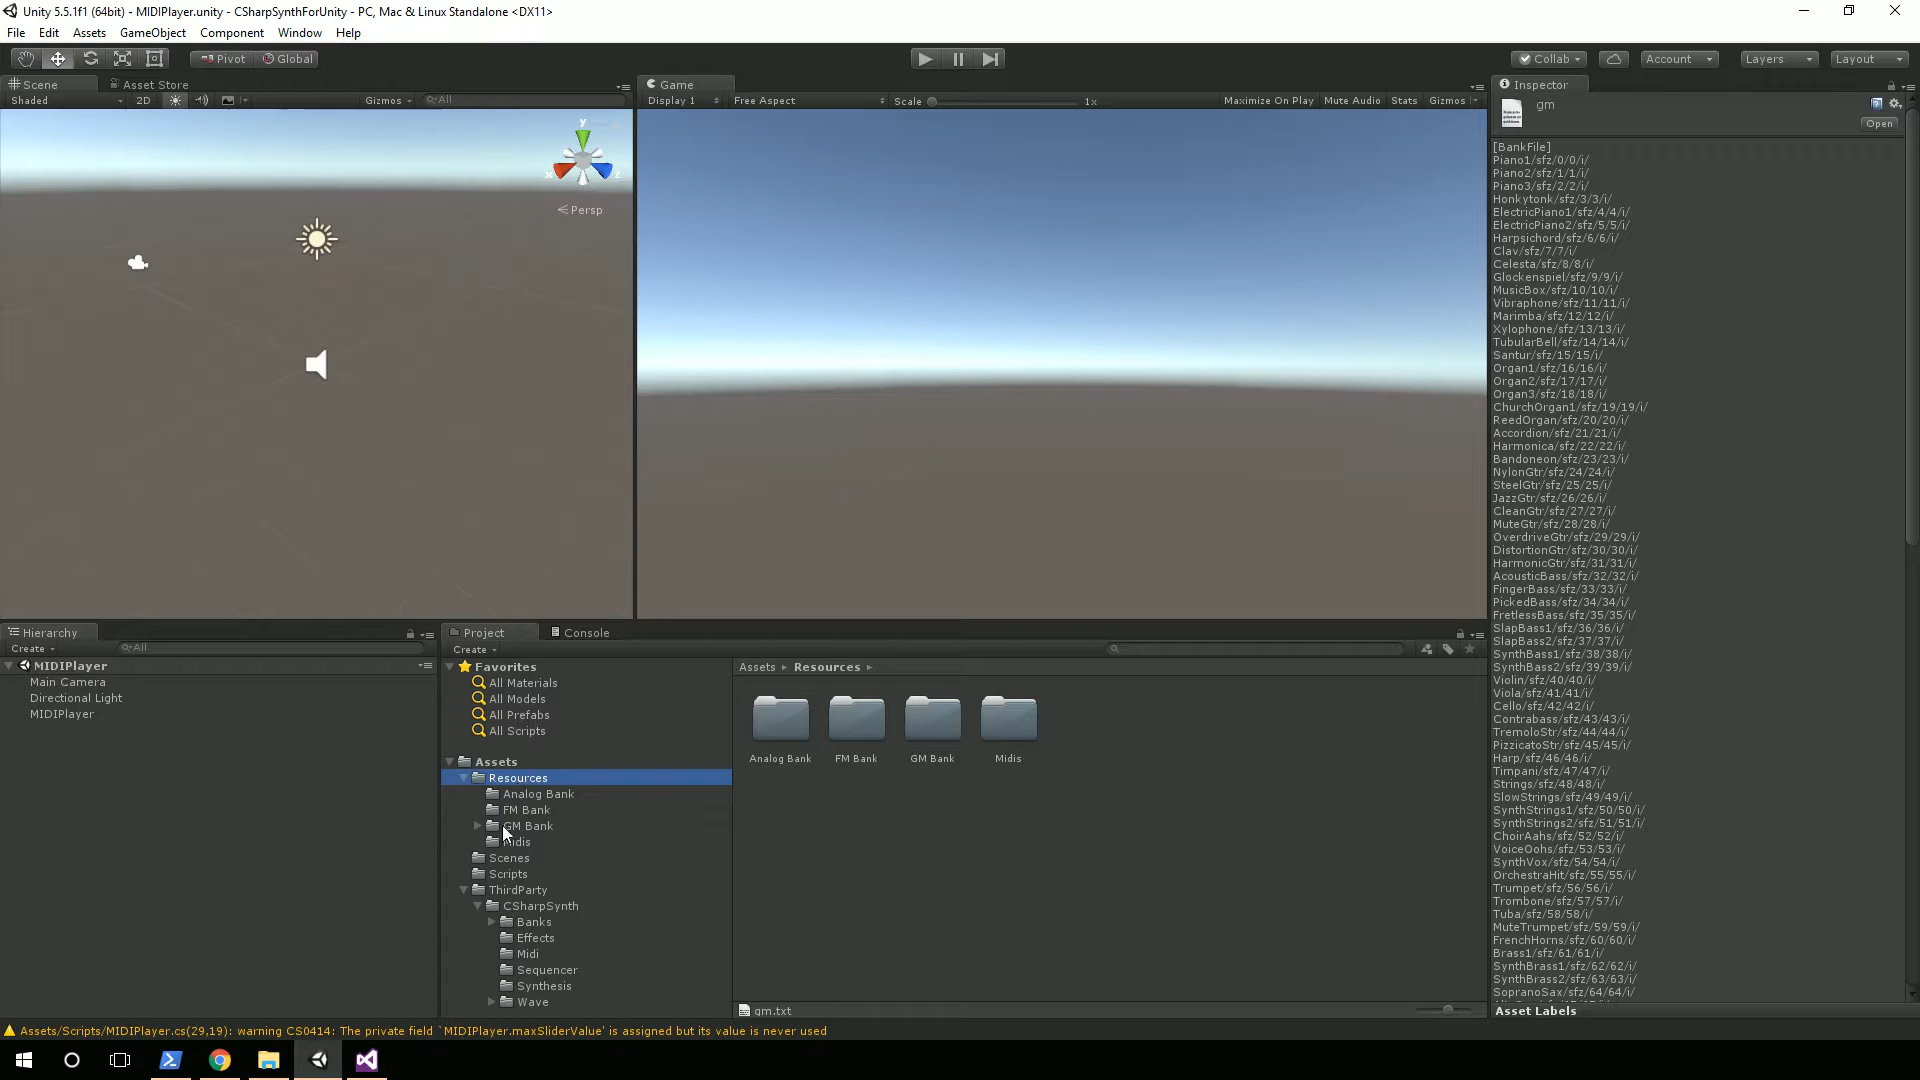 Unity 5.5.1f1 (64bit) - MIDIPlayer.unity - CSharpSynthForUnity - PC, Mac & Linux Standalone <DX11>
File Edit Assets GameObject Component Window Help
Pivot Global
Collab Account Layers Layout
Scene Asset Store
Shaded 2D Gizmos All
y
x z
Persp
Game
Display 1 Free Aspect Scale 1x Maximize On Play Mute Audio Stats Gizmos
Inspector
gm
Open
[BankFile]
Piano1/sfz/0/0/i/
Piano2/sfz/1/1/i/
Piano3/sfz/2/2/i/
Honkytonk/sfz/3/3/i/
ElectricPiano1/sfz/4/4/i/
ElectricPiano2/sfz/5/5/i/
Harpsichord/sfz/6/6/i/
Clav/sfz/7/7/i/
Celesta/sfz/8/8/i/
Glockenspiel/sfz/9/9/i/
MusicBox/sfz/10/10/i/
Vibraphone/sfz/11/11/i/
Marimba/sfz/12/12/i/
Xylophone/sfz/13/13/i/
TubularBell/sfz/14/14/i/
Santur/sfz/15/15/i/
Organ1/sfz/16/16/i/
Organ2/sfz/17/17/i/
Organ3/sfz/18/18/i/
ChurchOrgan1/sfz/19/19/i/
ReedOrgan/sfz/20/20/i/
Accordion/sfz/21/21/i/
Harmonica/sfz/22/22/i/
Bandoneon/sfz/23/23/i/
NylonGtr/sfz/24/24/i/
SteelGtr/sfz/25/25/i/
JazzGtr/sfz/26/26/i/
CleanGtr/sfz/27/27/i/
MuteGtr/sfz/28/28/i/
OverdriveGtr/sfz/29/29/i/
DistortionGtr/sfz/30/30/i/
HarmonicGtr/sfz/31/31/i/
AcousticBass/sfz/32/32/i/
FingerBass/sfz/33/33/i/
PickedBass/sfz/34/34/i/
FretlessBass/sfz/35/35/i/
SlapBass1/sfz/36/36/i/
SlapBass2/sfz/37/37/i/
SynthBass1/sfz/38/38/i/
SynthBass2/sfz/39/39/i/
Violin/sfz/40/40/i/
Viola/sfz/41/41/i/
Cello/sfz/42/42/i/
Contrabass/sfz/43/43/i/
TremoloStr/sfz/44/44/i/
PizzicatoStr/sfz/45/45/i/
Harp/sfz/46/46/i/
Timpani/sfz/47/47/i/
Strings/sfz/48/48/i/
SlowStrings/sfz/49/49/i/
SynthStrings1/sfz/50/50/i/
SynthStrings2/sfz/51/51/i/
ChoirAahs/sfz/52/52/i/
VoiceOohs/sfz/53/53/i/
SynthVox/sfz/54/54/i/
OrchestraHit/sfz/55/55/i/
Trumpet/sfz/56/56/i/
Trombone/sfz/57/57/i/
Tuba/sfz/58/58/i/
MuteTrumpet/sfz/59/59/i/
FrenchHorns/sfz/60/60/i/
Brass1/sfz/61/61/i/
SynthBrass1/sfz/62/62/i/
SynthBrass2/sfz/63/63/i/
SopranoSax/sfz/64/64/i/
Asset Labels
Hierarchy
Create All
MIDIPlayer
Main Camera
Directional Light
MIDIPlayer
Project Console
Create
Favorites
All Materials
All Models
All Prefabs
All Scripts
Assets
Resources
Analog Bank
FM Bank
GM Bank
Midis
Scenes
Scripts
ThirdParty
CSharpSynth
Banks
Effects
Midi
Sequencer
Synthesis
Wave
Assets Resources
Analog Bank FM Bank GM Bank Midis
gm.txt
Assets/Scripts/MIDIPlayer.cs(29,19): warning CS0414: The private field `MIDIPlayer.maxSliderValue' is assigned but its value is never used